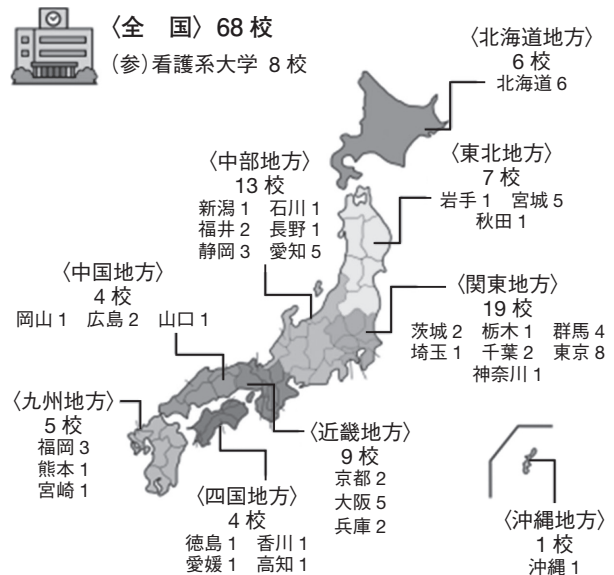 〈全　国〉68校
(参)看護系大学 8校
〈北海道地方〉
6校
北海道6
〈東北地方〉
7校
岩手1　宮城5
秋田1
〈中部地方〉
13校
新潟1　石川1
福井2　長野1
静岡3　愛知5
〈中国地方〉
4校
岡山1　広島2　山口1
〈関東地方〉
19校
茨城2　栃木1　群馬4
埼玉1　千葉2　東京8
神奈川1
〈九州地方〉
5校
福岡3
熊本1
宮崎1
〈近畿地方〉
9校
京都2
大阪5
兵庫2
〈四国地方〉
4校
徳島1　香川1
愛媛1　高知1
〈沖縄地方〉
1校
沖縄1